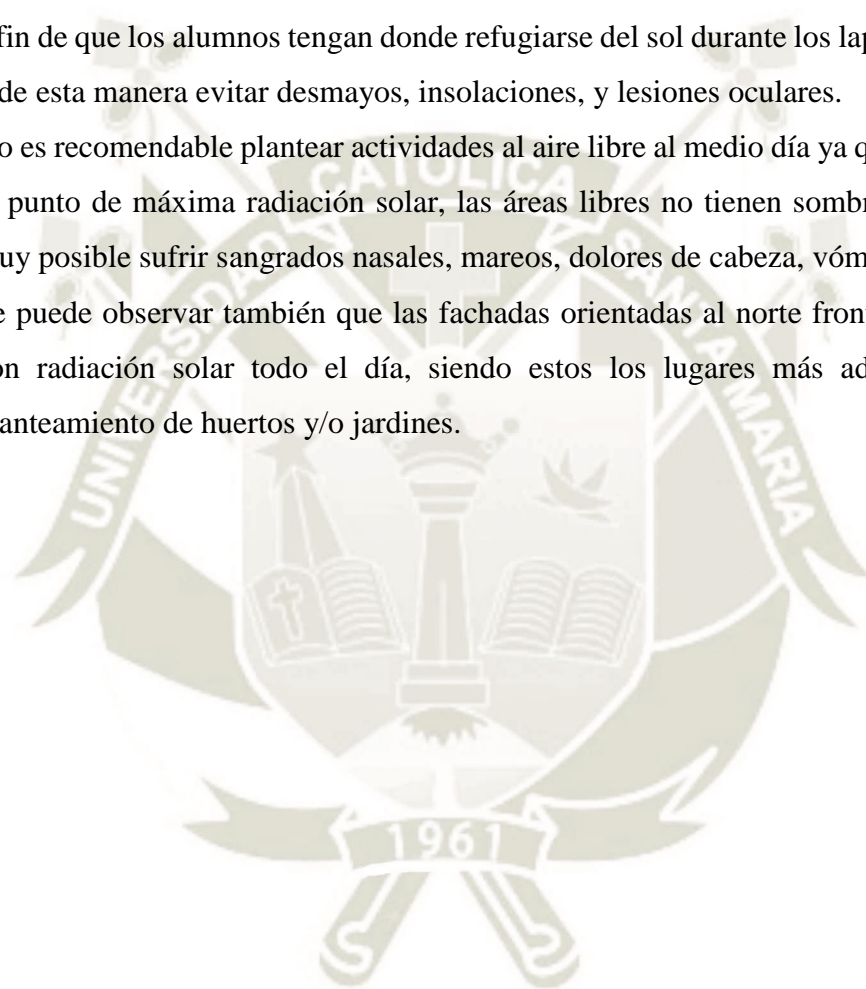 fin de que los alumnos tengan donde refugiarse del sol durante los lap
de esta manera evitar desmayos, insolaciones, y lesiones oculares.
o es recomendable plantear actividades al aire libre al medio día ya q
punto de máxima radiación solar, las áreas libres no tienen sombr
uy posible sufrir sangrados nasales, mareos, dolores de cabeza, vóm
e puede observar también que las fachadas orientadas al norte front
on radiación solar todo el día, siendo estos los lugares más ad
anteamiento de huertos y/o jardines.
UNIVERSIDAD CATOLICA SANTA MARIA
1961